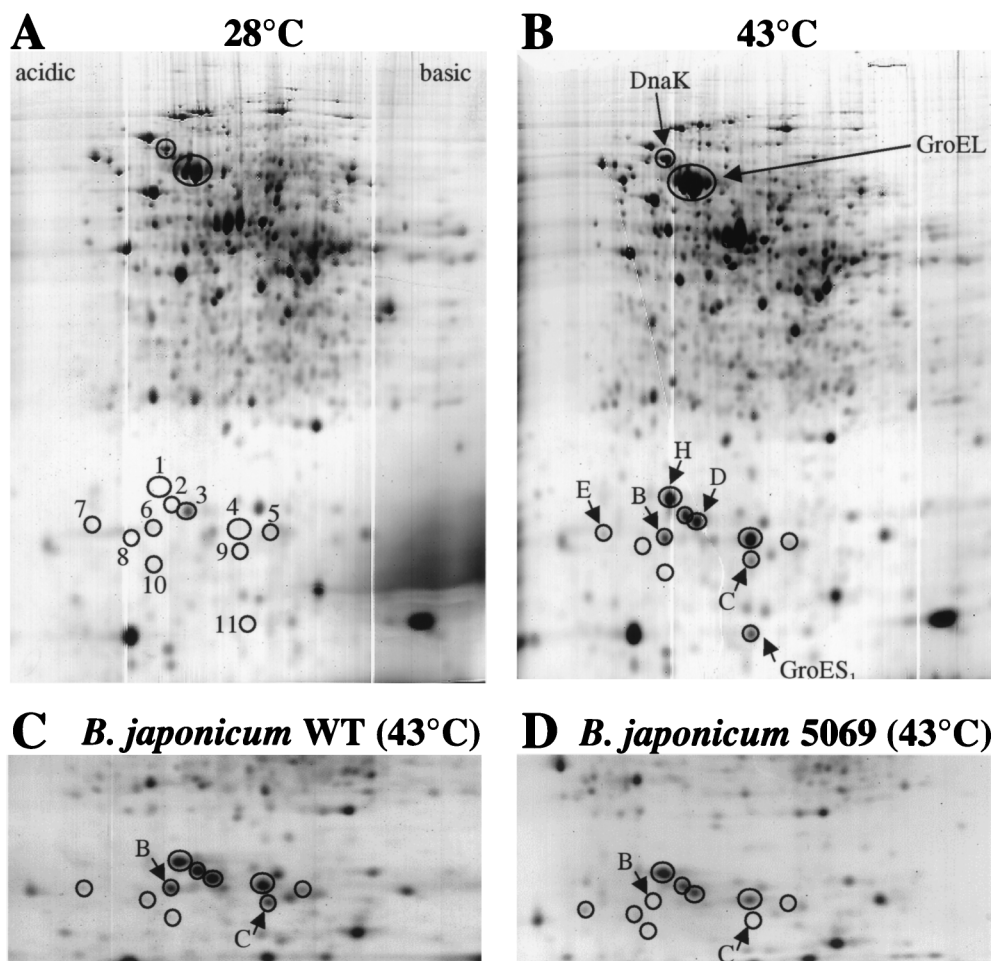 A 28°C
acidic
basic
1
2
3
4
5
6
7
8
9
10
11
B 43°C
DnaK
GroEL
H
D
E
B
C
GroES₁
C B. japonicum WT (43°C)
B
C
D B. japonicum 5069 (43°C)
B
C